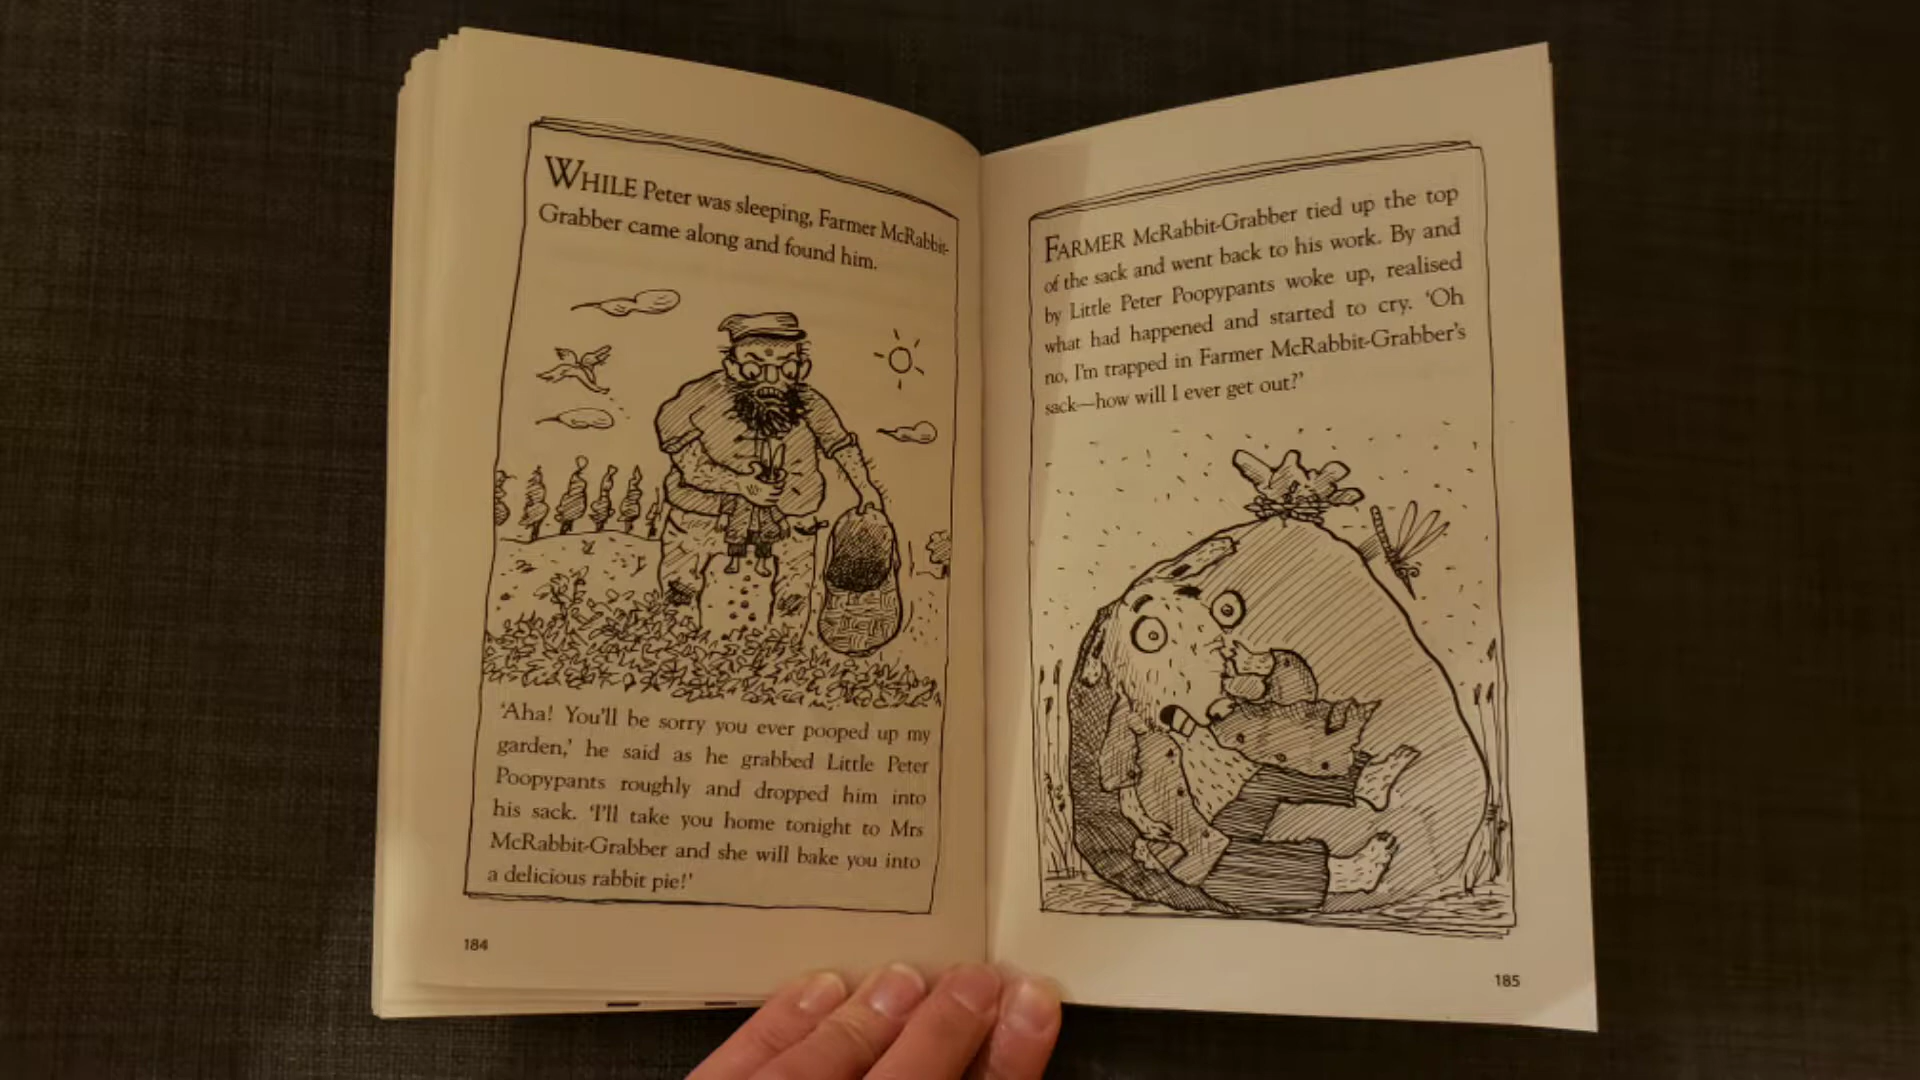 WHILE Peter was sleeping, Farmer McRabbit-
Grabber came along and found him.
'Aha! You'll be sorry you ever pooped up my
garden,' he said as he grabbed Little Peter
Poopypants roughly and dropped him into
his sack. 'I'll take you home tonight to Mrs
McRabbit-Grabber and she will bake you into
a delicious rabbit pie!'
184
FARMER McRabbit-Grabber tied up the top
of the sack and went back to his work. By and
by Little Peter Poopypants woke up, realised
what had happened and started to cry. 'Oh
no, I'm trapped in Farmer McRabbit-Grabber's
sack—how will I ever get out?'
185